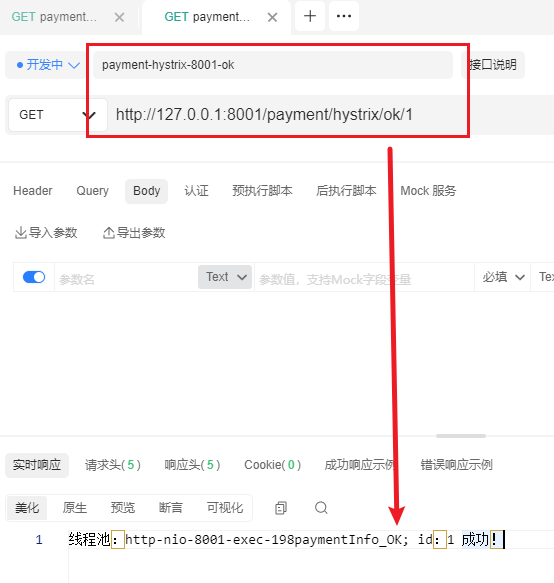 GET payment...
GET paymen...
开发中
payment-hystrix-8001-ok
接口说明
GET
http://127.0.0.1:8001/payment/hystrix/ok/1
Header Query Body 认证 预执行脚本 后执行脚本 Mock 服务
导入参数 导出参数
参数名 Text 参数值，支持Mock字段变量 必填 Tex
实时响应 请求头(5) 响应头(5) Cookie(0) 成功响应示例 错误响应示例
美化 原生 预览 断言 可视化
1 线程池：http-nio-8001-exec-198paymentInfo_OK; id：1 成功！